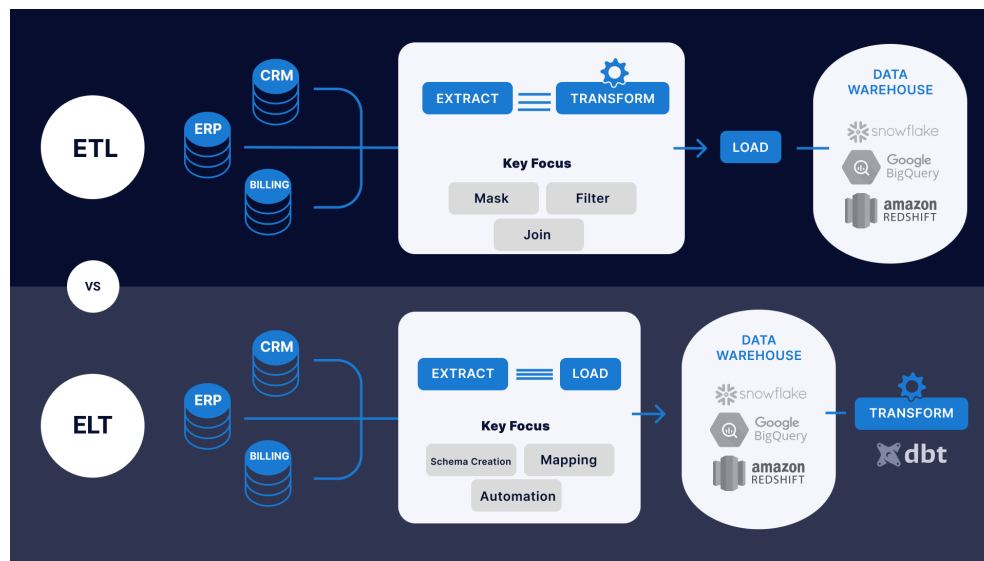 ETL
CRM
ERP
BILLING
EXTRACT
TRANSFORM
Key Focus
Mask
Filter
Join
LOAD
DATA
WAREHOUSE
snowflake
Google
BigQuery
amazon
REDSHIFT
VS
ELT
CRM
ERP
BILLING
EXTRACT
LOAD
Key Focus
Schema Creation
Mapping
Automation
DATA
WAREHOUSE
snowflake
Google
BigQuery
amazon
REDSHIFT
TRANSFORM
dbt